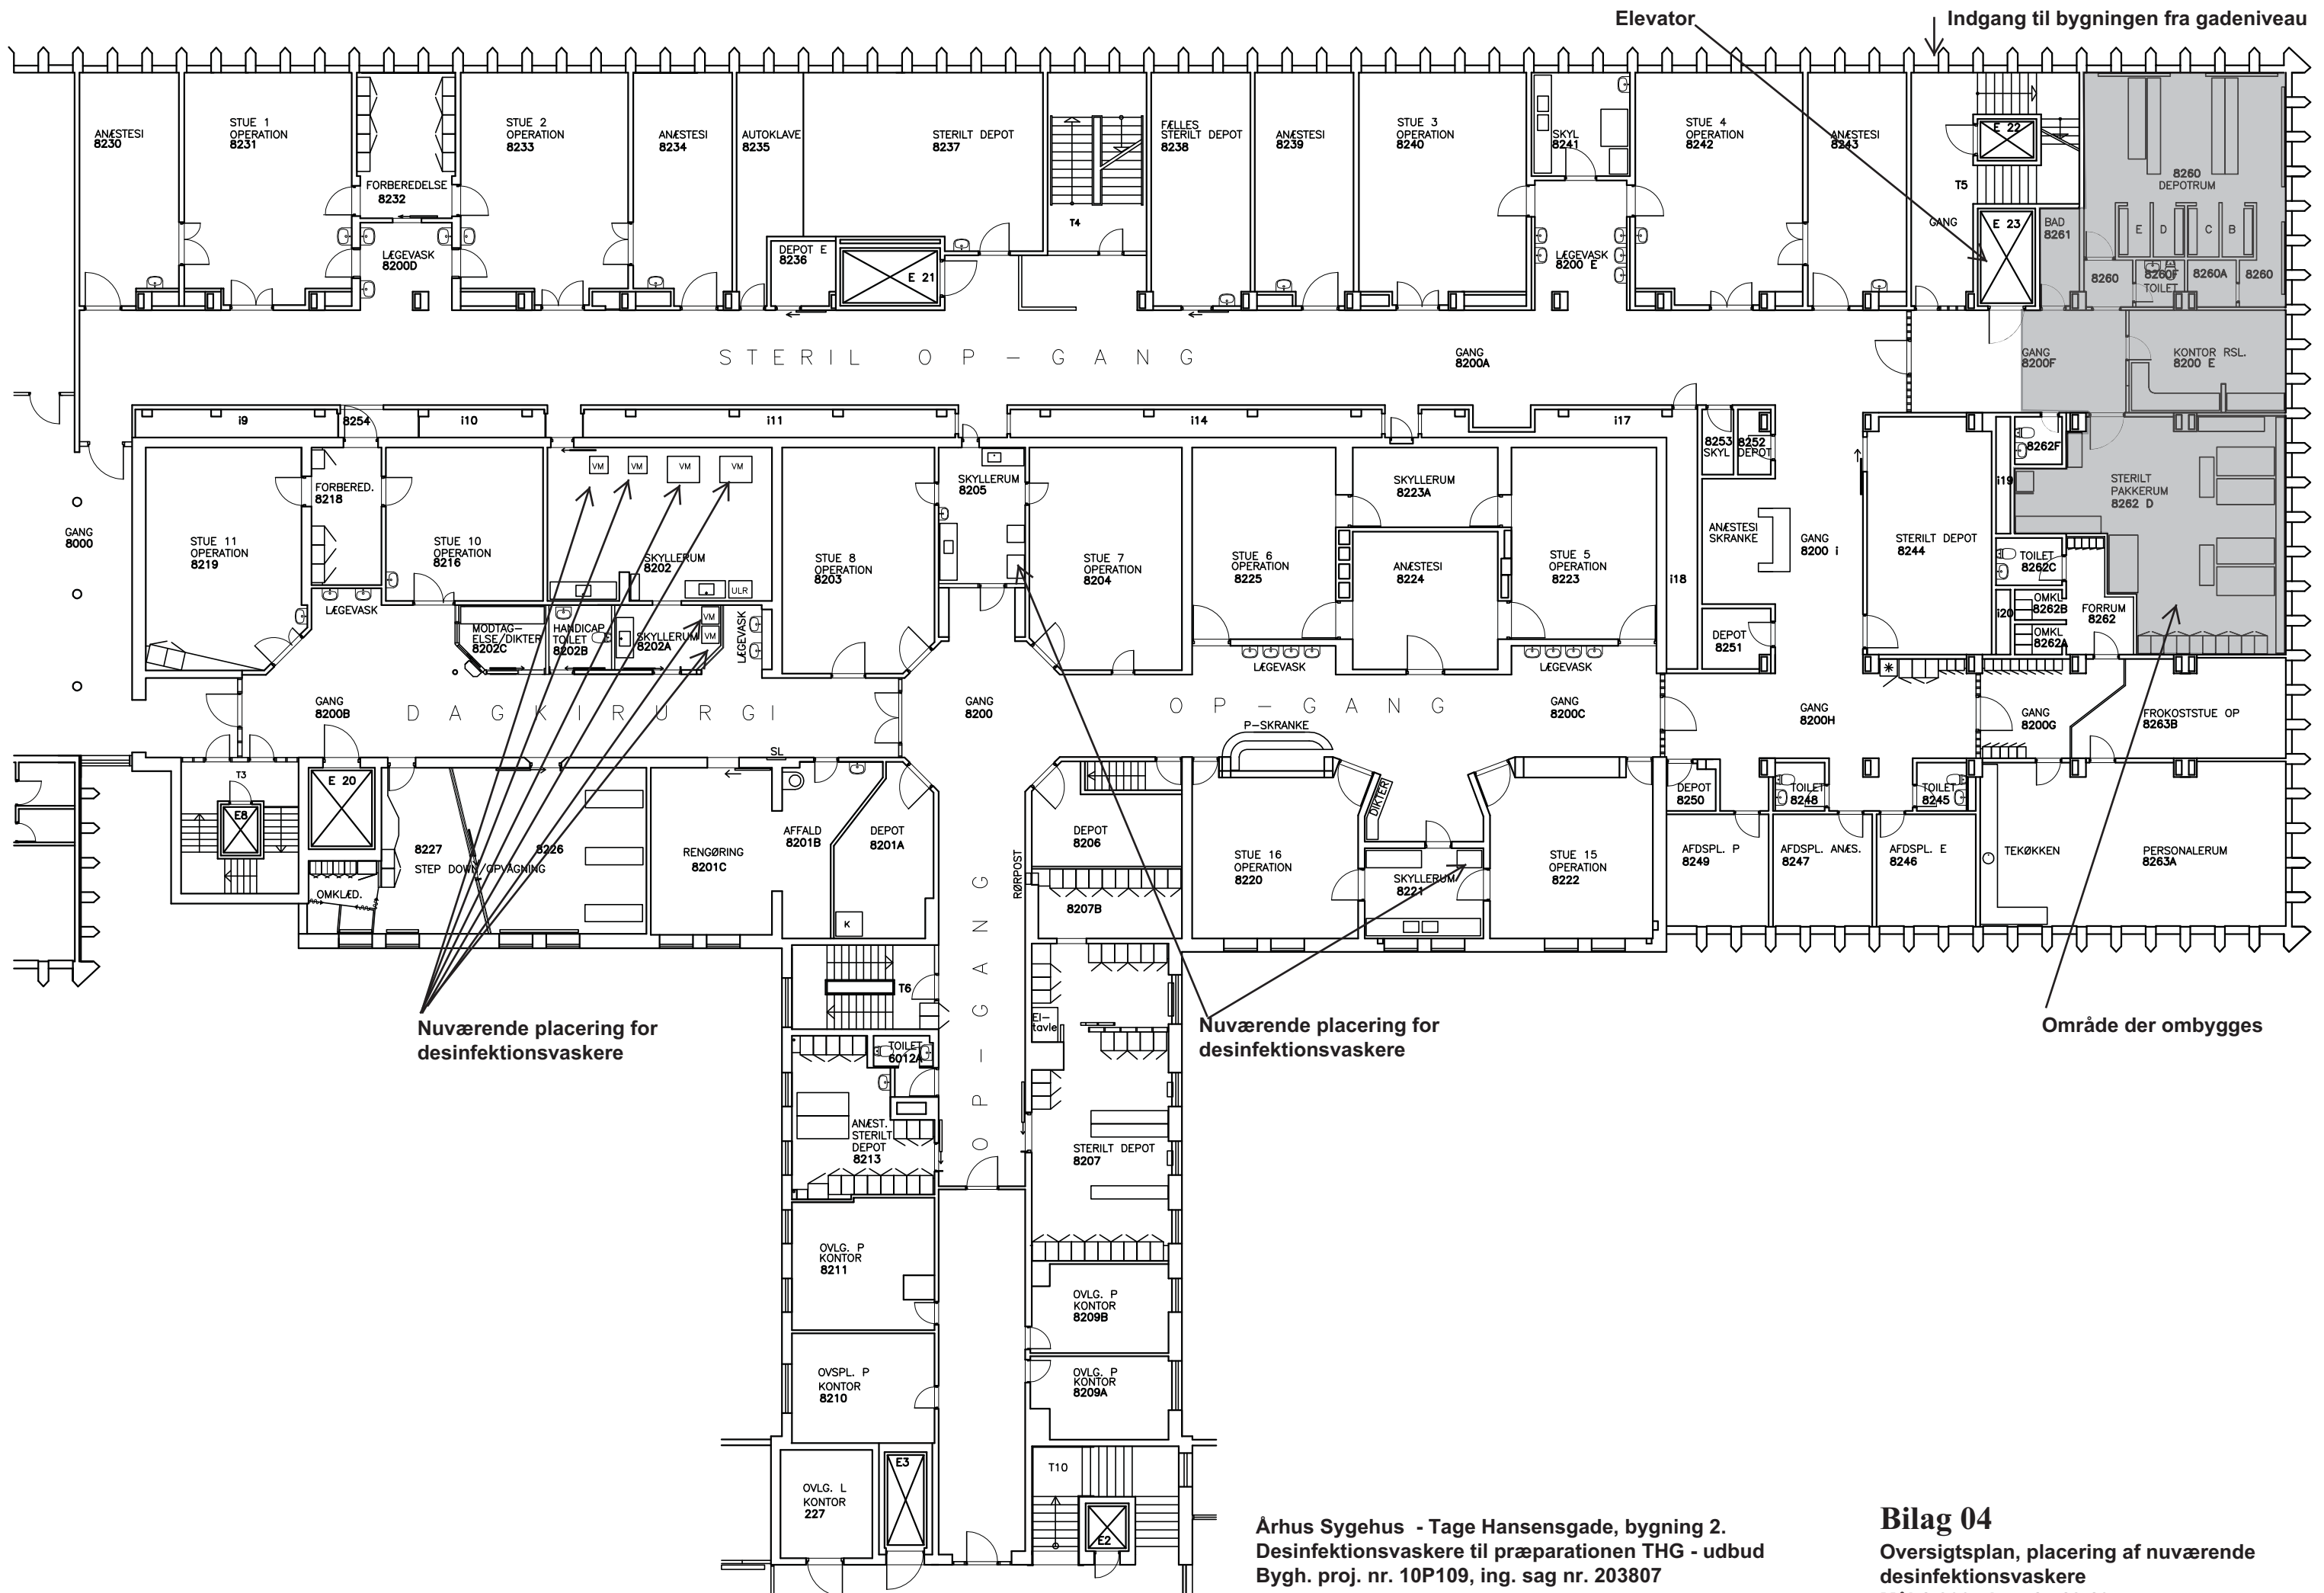 Elevator
Indgang til bygningen fra gadeniveau
ANÆSTESI
8230
STUE 1
OPERATION
8231
FORBEREDELSE
8232
LÆGEVASK
8200D
STUE 2
OPERATION
8233
ANÆSTESI
8234
AUTOKLAVE
8235
DEPOT E
8236
STERILT DEPOT
8237
E 21
T4
FÆLLES
STERILT DEPOT
8238
ANÆSTESI
8239
STUE 3
OPERATION
8240
SKYL
8241
LÆGEVASK
8200 E
STUE 4
OPERATION
8242
ANÆSTESI
8243
T5
GANG
E 22
E 23
BAD
8261
8260
DEPOTRUM
E
D
C
B
8260
8260F
TOILET
8260A
8260
STERIL OP-GANG
GANG
8200A
GANG
8200F
KONTOR RSL.
8200 E
i9
8254
i10
i11
i14
i17
8253
SKYL
8252
DEPOT
8262F
i19
STERILT
PAKKERUM
8262 D
GANG
8000
STUE 11
OPERATION
8219
FORBERED.
8218
LÆGEVASK
STUE 10
OPERATION
8216
VM
VM
VM
VM
SKYLLERUM
8202
ULR
MODTAG-
ELSE/DIKTER
8202C
HANDICAP
TOILET
8202B
SKYLLERUM
8202A
VM
VM
LÆGEVASK
STUE 8
OPERATION
8203
SKYLLERUM
8205
STUE 7
OPERATION
8204
STUE 6
OPERATION
8225
SKYLLERUM
8223A
ANÆSTESI
8224
STUE 5
OPERATION
8223
LÆGEVASK
LÆGEVASK
i18
ANÆSTESI
SKRANKE
DEPOT
8251
GANG
8200 i
STERILT DEPOT
8244
TOILET
8262C
i20
OMKL
8262B
OMKL
8262A
FORRUM
8262
GANG
8200B
DAGKIRURGI
GANG
8200
OP-GANG
P-SKRANKE
GANG
8200C
GANG
8200H
GANG
8200G
FROKOSTSTUE OP
8263B
T3
E8
E 20
SL
8227
8226
STEP DOWN/OPVÅGNING
OMKLÆD.
RENGØRING
8201C
AFFALD
8201B
DEPOT
8201A
K
DEPOT
8206
RØRPOST
8207B
STUE 16
OPERATION
8220
DIKTER
SKYLLERUM
8221
STUE 15
OPERATION
8222
DEPOT
8250
TOILET
8248
TOILET
8245
AFDSPL. P
8249
AFDSPL. ANÆS.
8247
AFDSPL. E
8246
TEKØKKEN
PERSONALERUM
8263A
Nuværende placering for
desinfektionsvaskere
Nuværende placering for
desinfektionsvaskere
Område der ombygges
T6
OP-GANG
El-
tavle
TOILET
6012A
ANÆST.
STERILT
DEPOT
8213
STERILT DEPOT
8207
OVLG. P
KONTOR
8211
OVLG. P
KONTOR
8209B
OVSPL. P
KONTOR
8210
OVLG. P
KONTOR
8209A
OVLG. L
KONTOR
227
E3
T10
E2
Århus Sygehus - Tage Hansensgade, bygning 2.
Desinfektionsvaskere til præparationen THG - udbud
Bygh. proj. nr. 10P109, ing. sag nr. 203807
Bilag 04
Oversigtsplan, placering af nuværende
desinfektionsvaskere